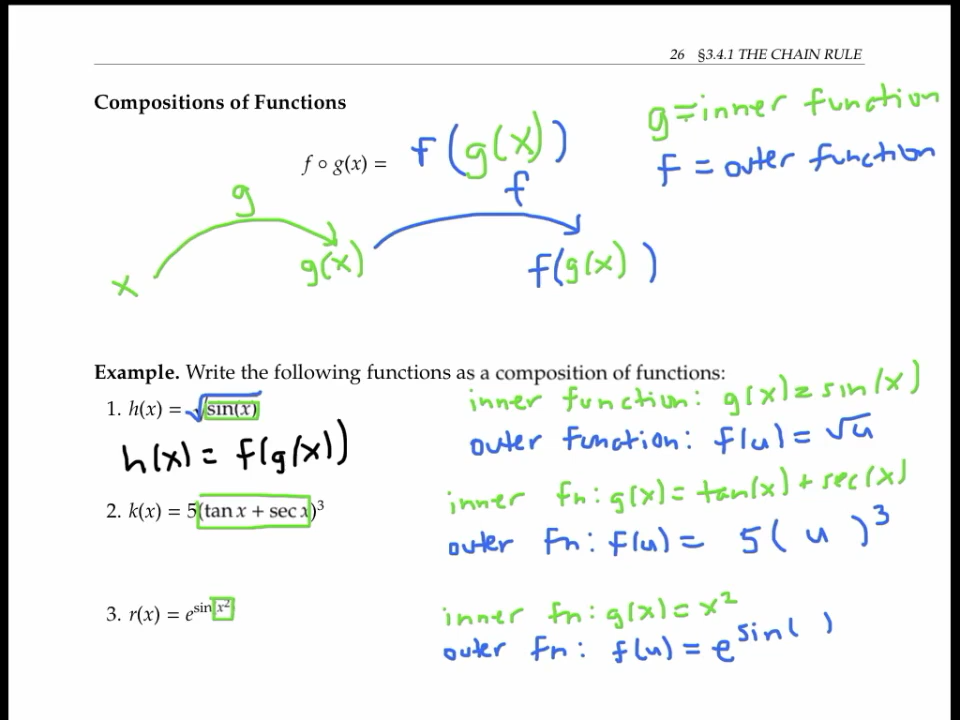 26 §3.4.1 THE CHAIN RULE
Compositions of Functions
f ∘ g(x) = f(g(x))
g = inner function
f = outer function
g
f
x
g(x)
f(g(x))
Example. Write the following functions as a composition of functions:
1. h(x) = √sin(x)
inner function: g(x) = sin(x)
outer function: f(u) = √u
h(x) = f(g(x))
2. k(x) = 5(tan x + sec x)³
inner fn: g(x) = tan(x) + sec(x)
outer fn: f(u) = 5( u )³
3. r(x) = e^{sin x²}
inner fn: g(x) = x²
outer fn: f(u) = e^{sin( )}